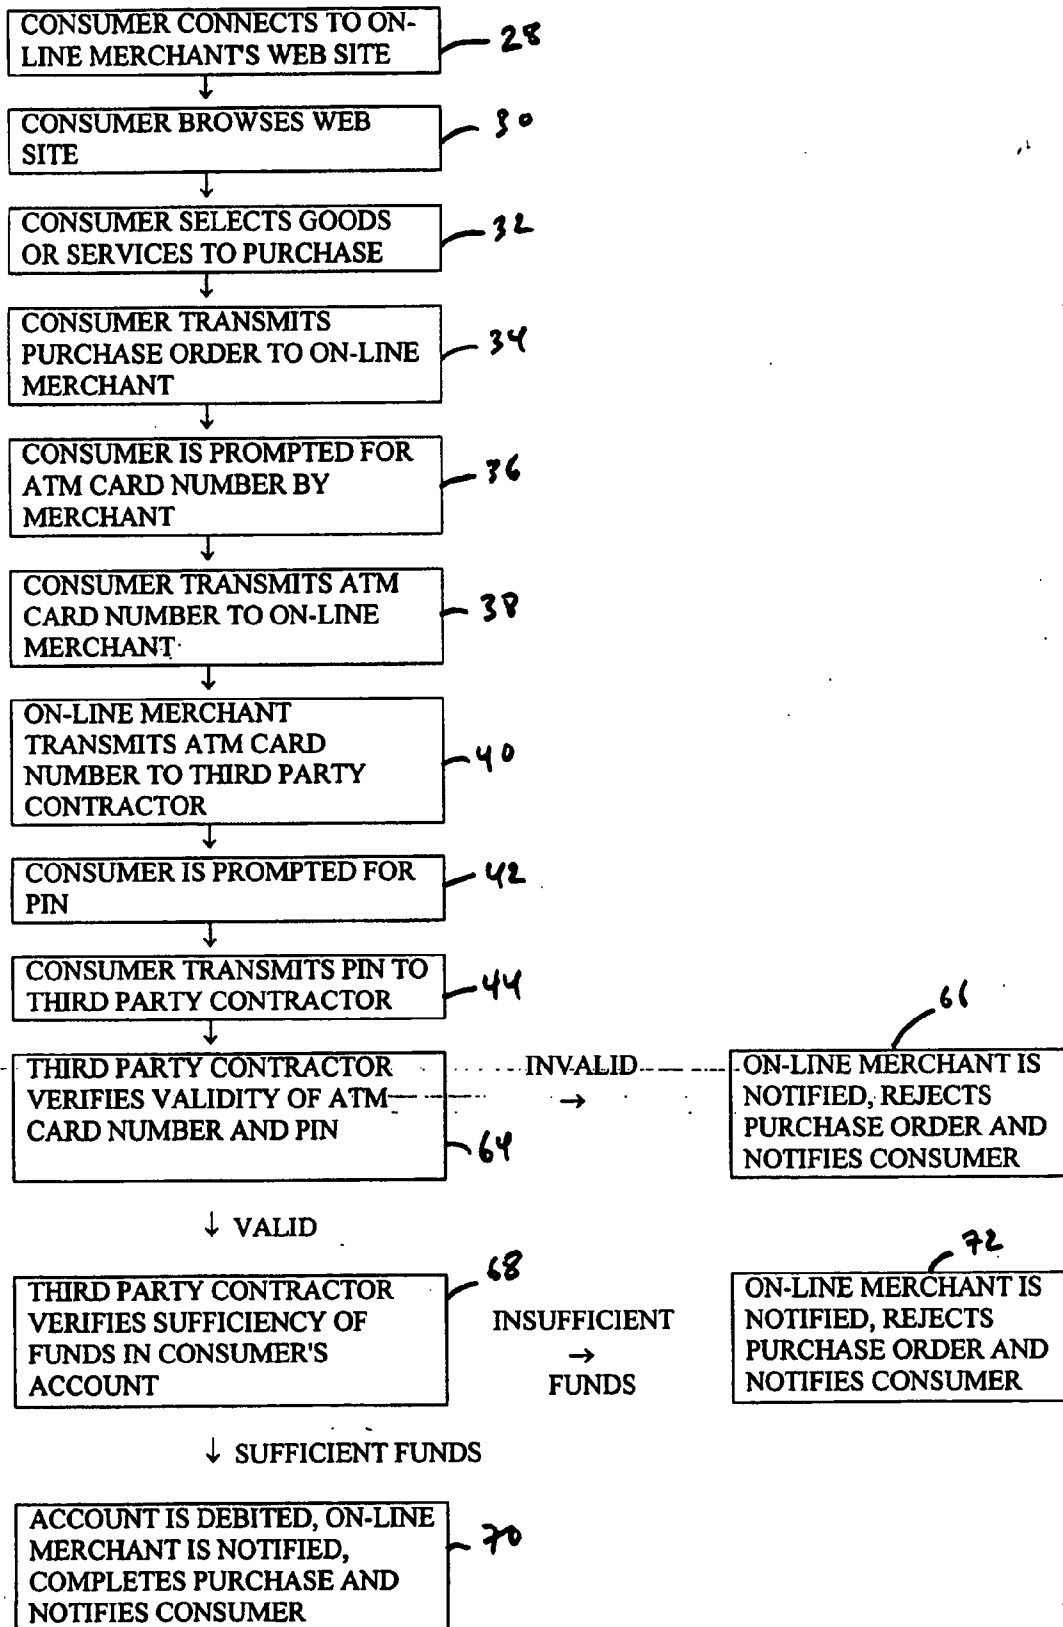 CONSUMER CONNECTS TO ON-
LINE MERCHANT'S WEB SITE
28
CONSUMER BROWSES WEB
SITE
30
CONSUMER SELECTS GOODS
OR SERVICES TO PURCHASE
32
CONSUMER TRANSMITS
PURCHASE ORDER TO ON-LINE
MERCHANT
34
CONSUMER IS PROMPTED FOR
ATM CARD NUMBER BY
MERCHANT
36
CONSUMER TRANSMITS ATM
CARD NUMBER TO ON-LINE
MERCHANT
38
ON-LINE MERCHANT
TRANSMITS ATM CARD
NUMBER TO THIRD PARTY
CONTRACTOR
40
CONSUMER IS PROMPTED FOR
PIN
42
CONSUMER TRANSMITS PIN TO
THIRD PARTY CONTRACTOR
44
THIRD PARTY CONTRACTOR
VERIFIES VALIDITY OF ATM
CARD NUMBER AND PIN
64
INVALID
→
66
ON-LINE MERCHANT IS
NOTIFIED, REJECTS
PURCHASE ORDER AND
NOTIFIES CONSUMER
↓ VALID
THIRD PARTY CONTRACTOR
VERIFIES SUFFICIENCY OF
FUNDS IN CONSUMER'S
ACCOUNT
68
INSUFFICIENT
→
FUNDS
72
ON-LINE MERCHANT IS
NOTIFIED, REJECTS
PURCHASE ORDER AND
NOTIFIES CONSUMER
↓ SUFFICIENT FUNDS
ACCOUNT IS DEBITED, ON-LINE
MERCHANT IS NOTIFIED,
COMPLETES PURCHASE AND
NOTIFIES CONSUMER
70